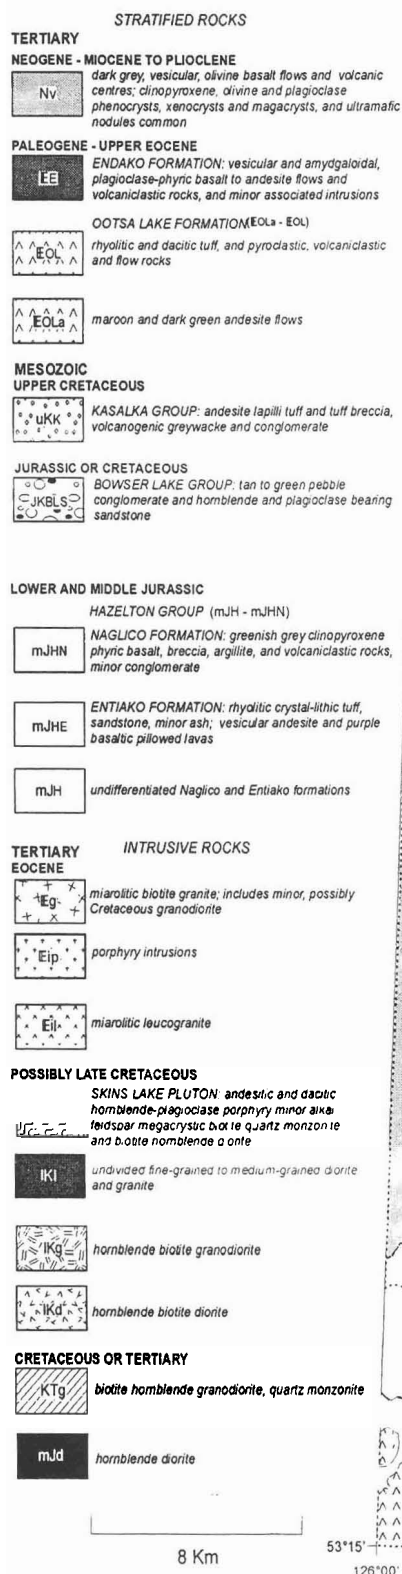 STRATIFIED ROCKS
TERTIARY
NEOGENE - MIOCENE TO PLIOCLENE
Nv
dark grey, vesicular, olivine basalt flows and volcanic
centres; clinopyroxene, olivine and plagioclase
phenocrysts, xenocrysts and magacrysts, and ultramafic
nodules common
PALEOGENE - UPPER EOCENE
EE
ENDAKO FORMATION: vesicular and amydgaloidal,
plagioclase-phyric basalt to andesite flows and
volcaniclastic rocks, and minor associated intrusions
OOTSA LAKE FORMATION(EOLa - EOL)
EOL
rhyolitic and dacitic tuff, and pyroclastic, volcaniclastic
and flow rocks
EOLa
maroon and dark green andesite flows
MESOZOIC
UPPER CRETACEOUS
uKK
KASALKA GROUP: andesite lapilli tuff and tuff breccia,
volcanogenic greywacke and conglomerate
JURASSIC OR CRETACEOUS
JKBLS
BOWSER LAKE GROUP: tan to green pebble
conglomerate and hornblende and plagioclase bearing
sandstone
LOWER AND MIDDLE JURASSIC
HAZELTON GROUP (mJH - mJHN)
mJHN
NAGLICO FORMATION: greenish grey clinopyroxene
phyric basalt, breccia, argillite, and volcaniclastic rocks,
minor conglomerate
mJHE
ENTIAKO FORMATION: rhyolitic crystal-lithic tuff,
sandstone, minor ash; vesicular andesite and purple
basaltic pillowed lavas
mJH
undifferentiated Naglico and Entiako formations
INTRUSIVE ROCKS
TERTIARY
EOCENE
Eg
miarolitic biotite granite; includes minor, possibly
Cretaceous granodiorite
Eip
porphyry intrusions
Eil
miarolitic leucogranite
POSSIBLY LATE CRETACEOUS
SKINS LAKE PLUTON: andesitic and dacitic
hornblende-plagioclase porphyry minor alkai
feldspar megacrystic biotite quartz monzonite
and biotite hornblende diorite
lKl
undivided fine-grained to medium-grained diorite
and granite
lKg
hornblende biotite granodiorite
lKd
hornblende biotite diorite
CRETACEOUS OR TERTIARY
KTg
biotite hornblende granodiorite, quartz monzonite
mJd
hornblende diorite
8 Km
53°15'
126°00'